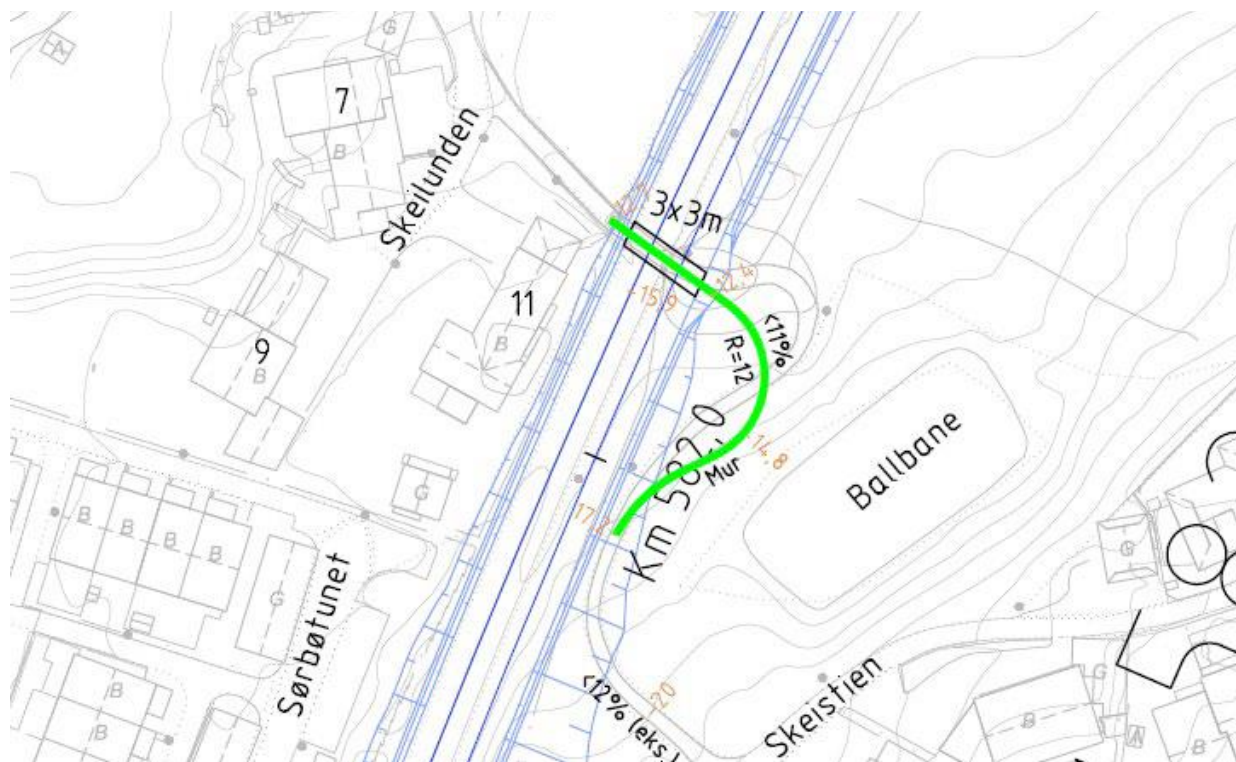 A
G
7
B
Skeilunden
3x3m
12.4
-15.9
11
B
9
B
<11%
R=12
14.8
Km 582,0
Mur
17.2
Ballbane
G
B
B
B
B
G
G
B
B
Sørbøtunet
<12% (eks.)
-20
Skeistien
G
B
A
B